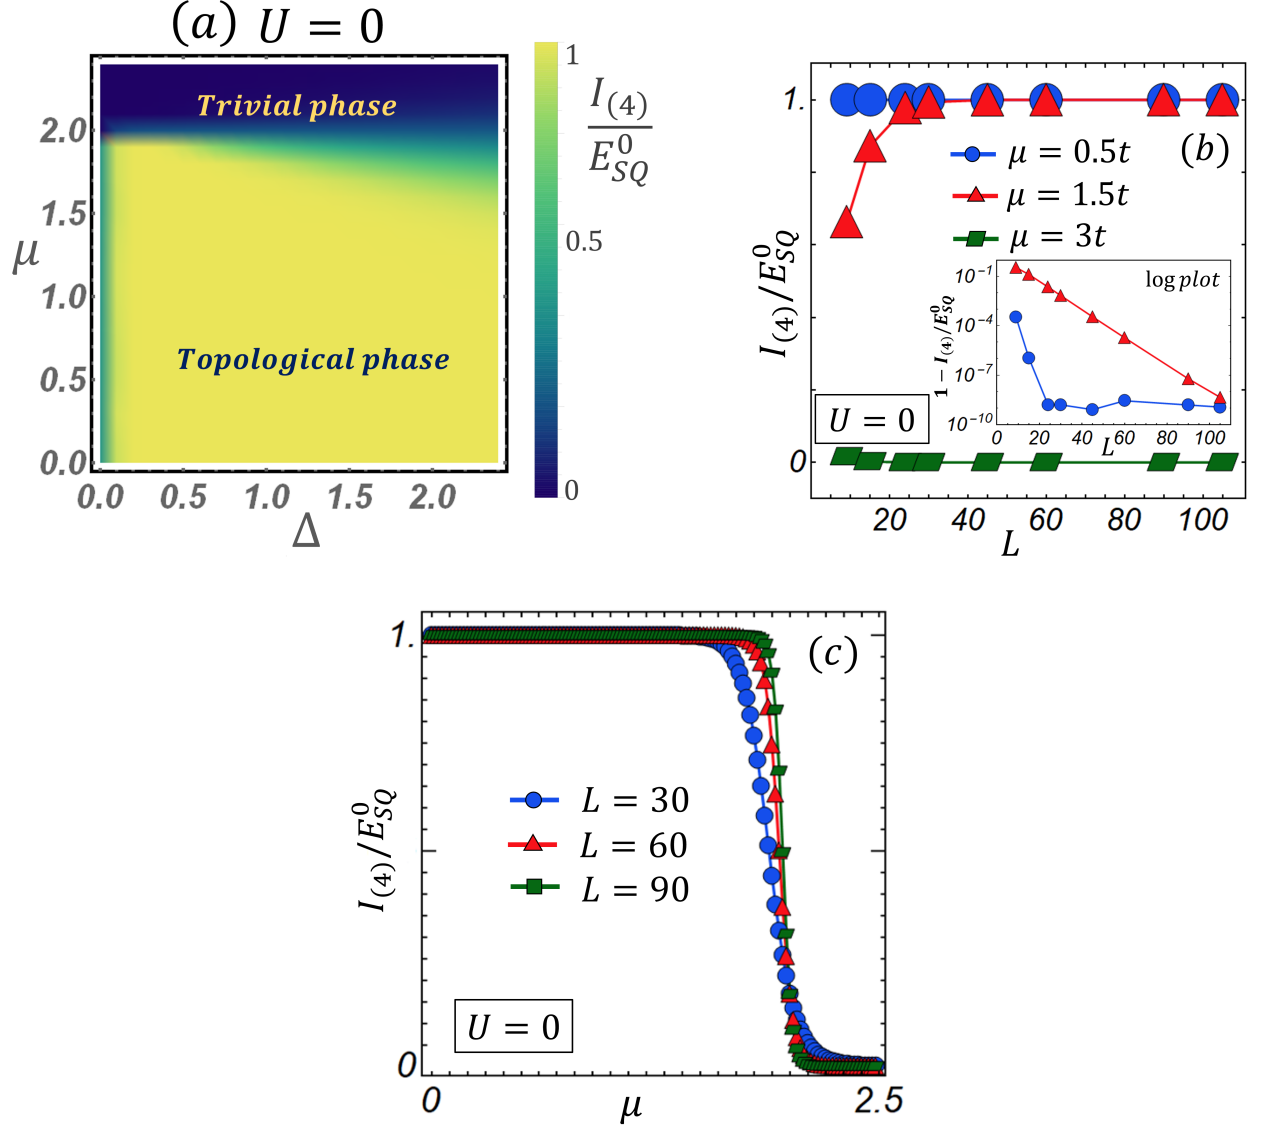 (a) U = 0
Trivial phase
Topological phase
2.0
1.5
1.0
0.5
0.0
μ
0.0 0.5 1.0 1.5 2.0
Δ
1
0.5
0
I(4)
E⁰SQ
(b)
1.
0
I(4)/E⁰SQ
μ = 0.5t
μ = 1.5t
μ = 3t
U = 0
log plot
1 − I(4)/E⁰SQ
10⁻¹
10⁻⁴
10⁻⁷
10⁻¹⁰
0 20 40 60 80 100
L
20 40 60 80 100
L
(c)
1.
0
I(4)/E⁰SQ
L = 30
L = 60
L = 90
U = 0
0 2.5
μ